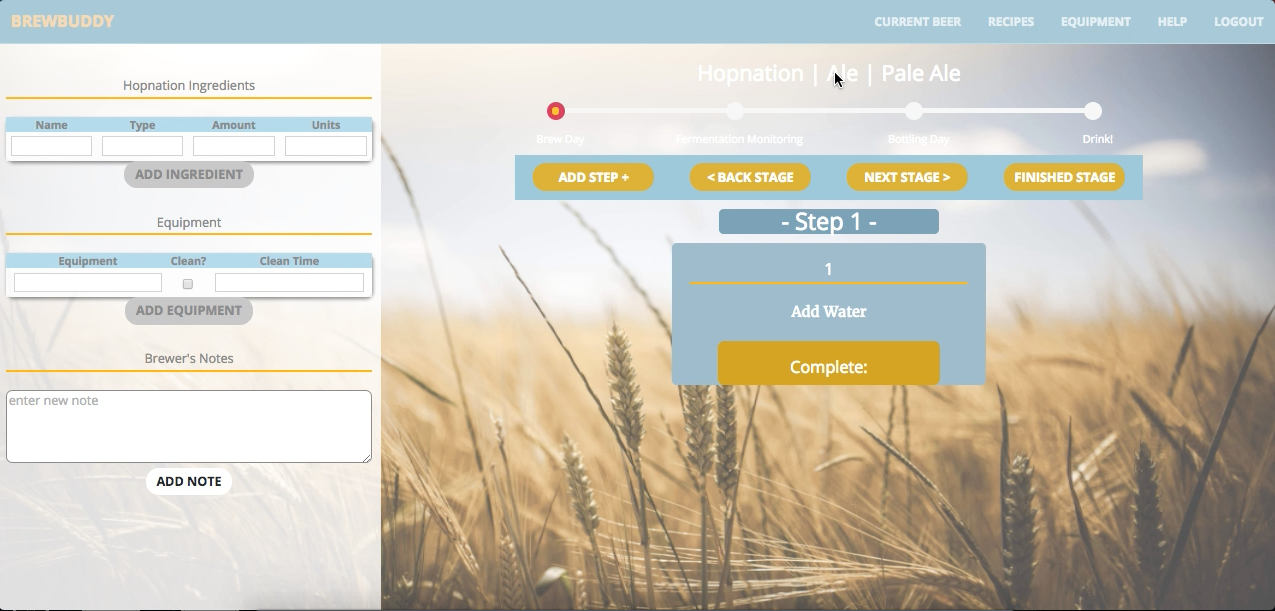 BREWBUDDY
CURRENT BEER RECIPES EQUIPMENT HELP LOGOUT
Hopnation Ingredients
Name Type Amount Units
ADD INGREDIENT
Equipment
Equipment Clean? Clean Time
ADD EQUIPMENT
Brewer's Notes
enter new note
ADD NOTE
Hopnation | Ale | Pale Ale
Brew Day Fermentation Monitoring Bottling Day Drink!
ADD STEP + < BACK STAGE NEXT STAGE > FINISHED STAGE
- Step 1 -
1
Add Water
Complete: